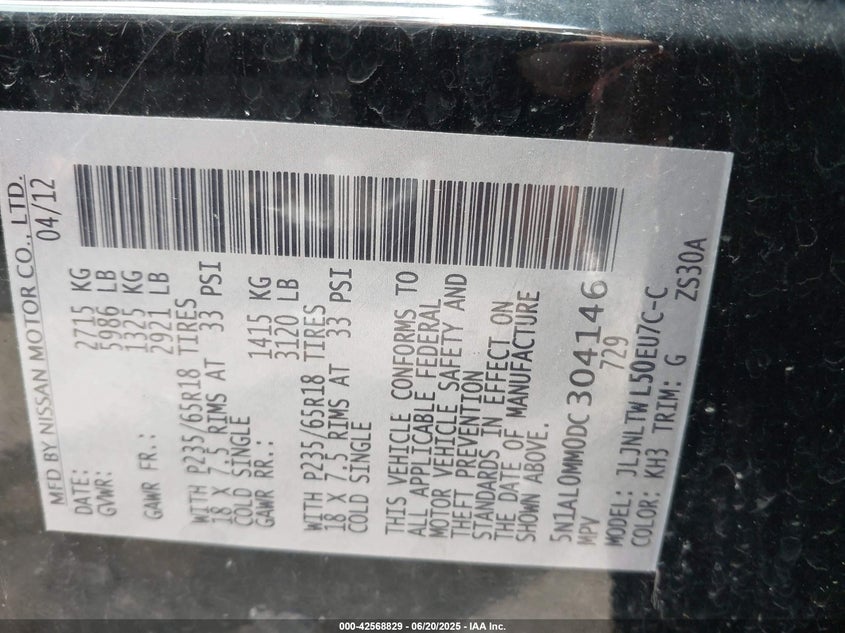 MFD BY NISSAN MOTOR CO., LTD.
DATE: 04/12
GVWR: 2715 KG
5986 LB
GAWR FR.: 1325 KG
2921 LB
WITH P235/65R18 TIRES
18 X 7.5 RIMS AT 33 PSI
COLD SINGLE
GAWR RR.: 1415 KG
3120 LB
WITH P235/65R18 TIRES
18 X 7.5 RIMS AT 33 PSI
COLD SINGLE
THIS VEHICLE CONFORMS TO
ALL APPLICABLE FEDERAL
MOTOR VEHICLE SAFETY AND
THEFT PREVENTION
STANDARDS IN EFFECT ON
THE DATE OF MANUFACTURE
SHOWN ABOVE.
5N1AL0MM0DC304146
MPV 729
MODEL: JLJNLTW L50EU7C-C
COLOR: KH3 TRIM: G ZS30A
000-42568829 - 06/20/2025 - IAA Inc.